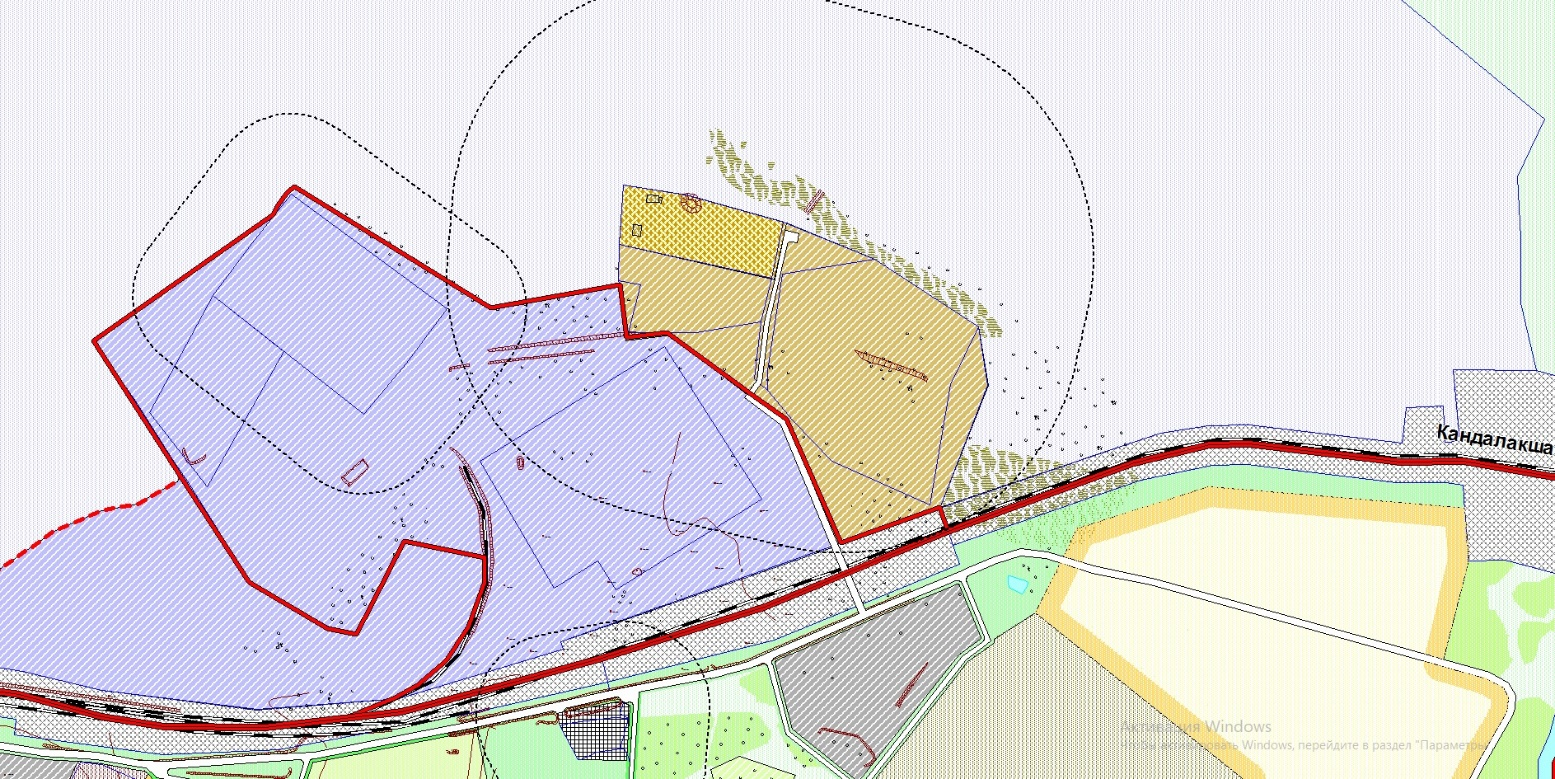 Кандалакша
Активация Windows
Чтобы активировать Windows, перейдите в раздел "Параметры